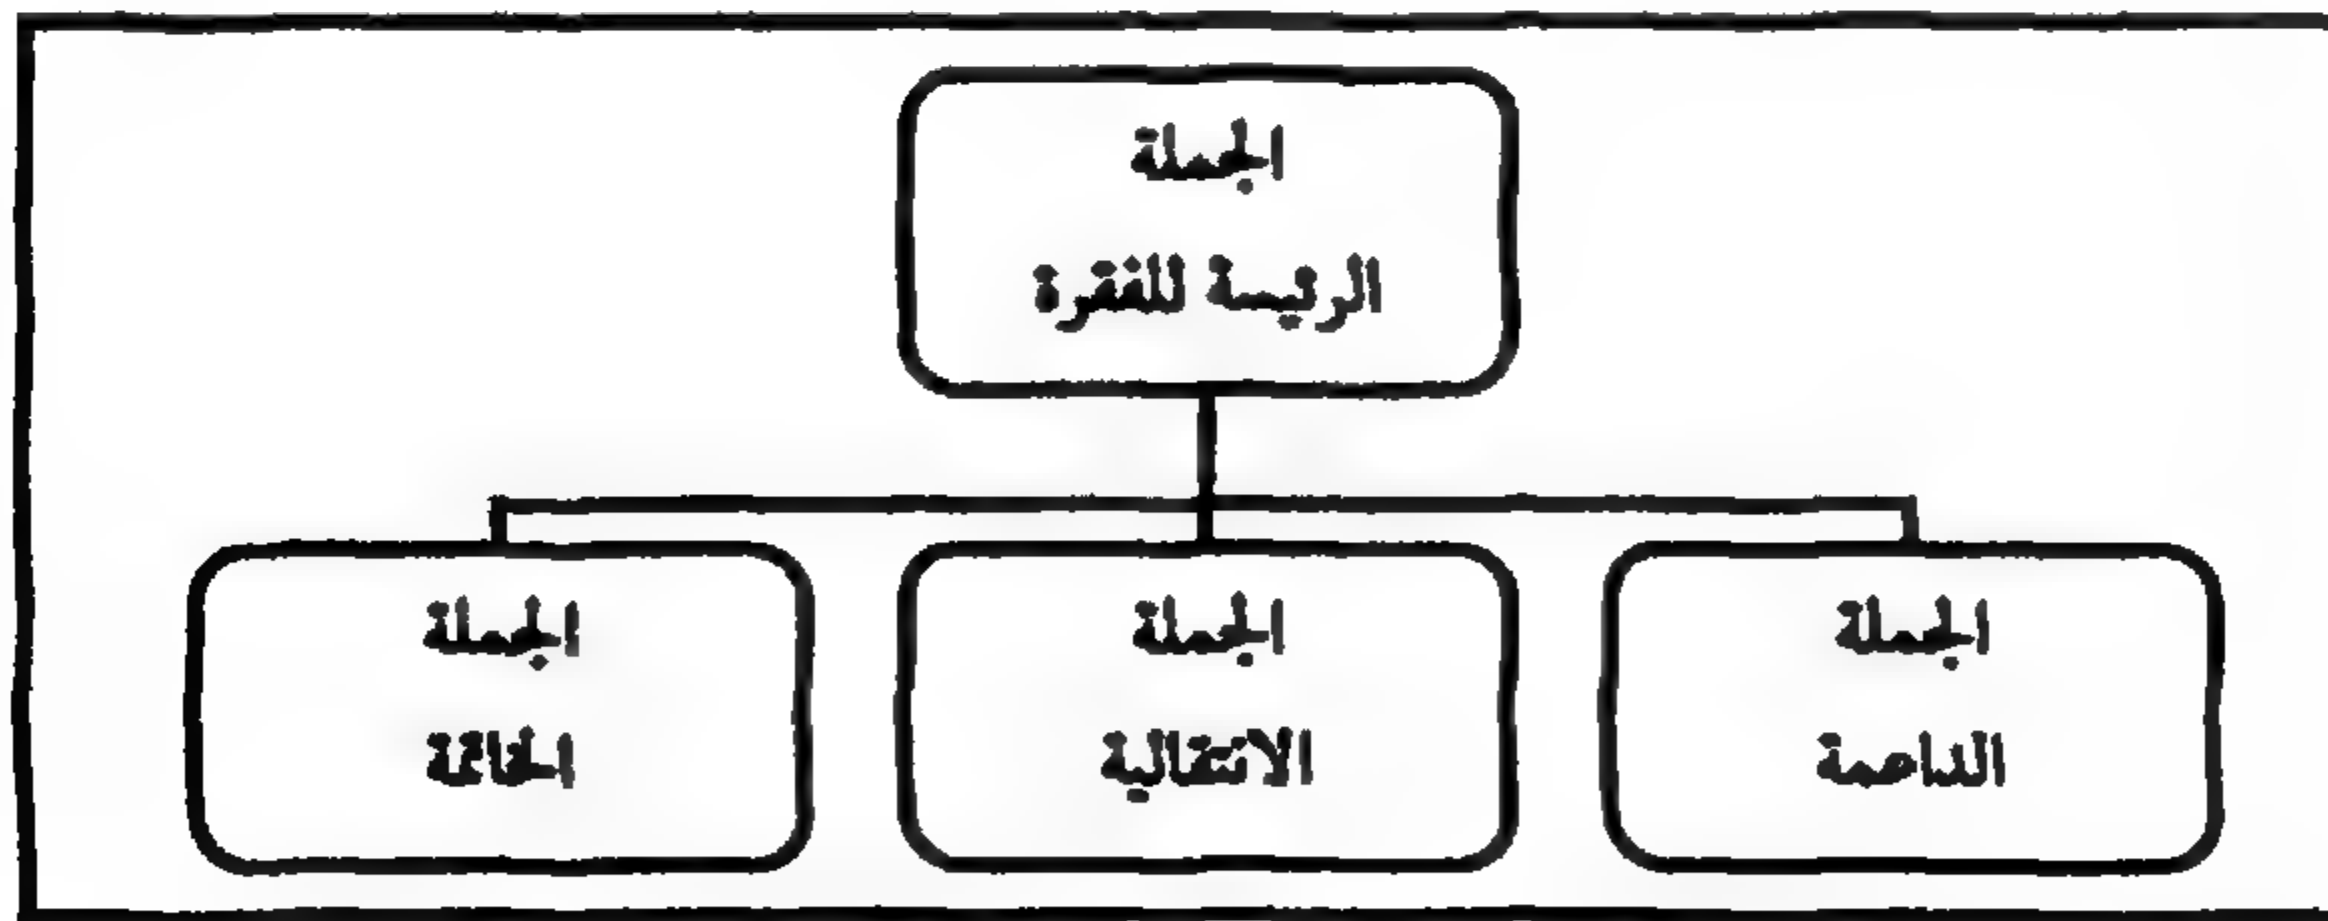 الجملة
الرئيسة للفقرة
الجملة
الداعمة
الجملة
الانتقالية
الجملة
الخاتمة